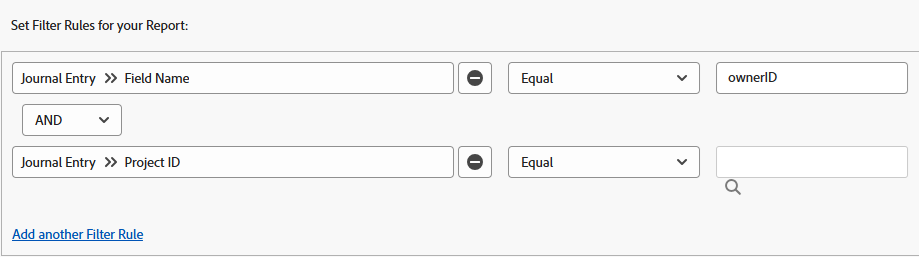 Set Filter Rules for your Report:
Journal Entry >> Field Name Equal ownerID
AND
Journal Entry >> Project ID Equal
Add another Filter Rule